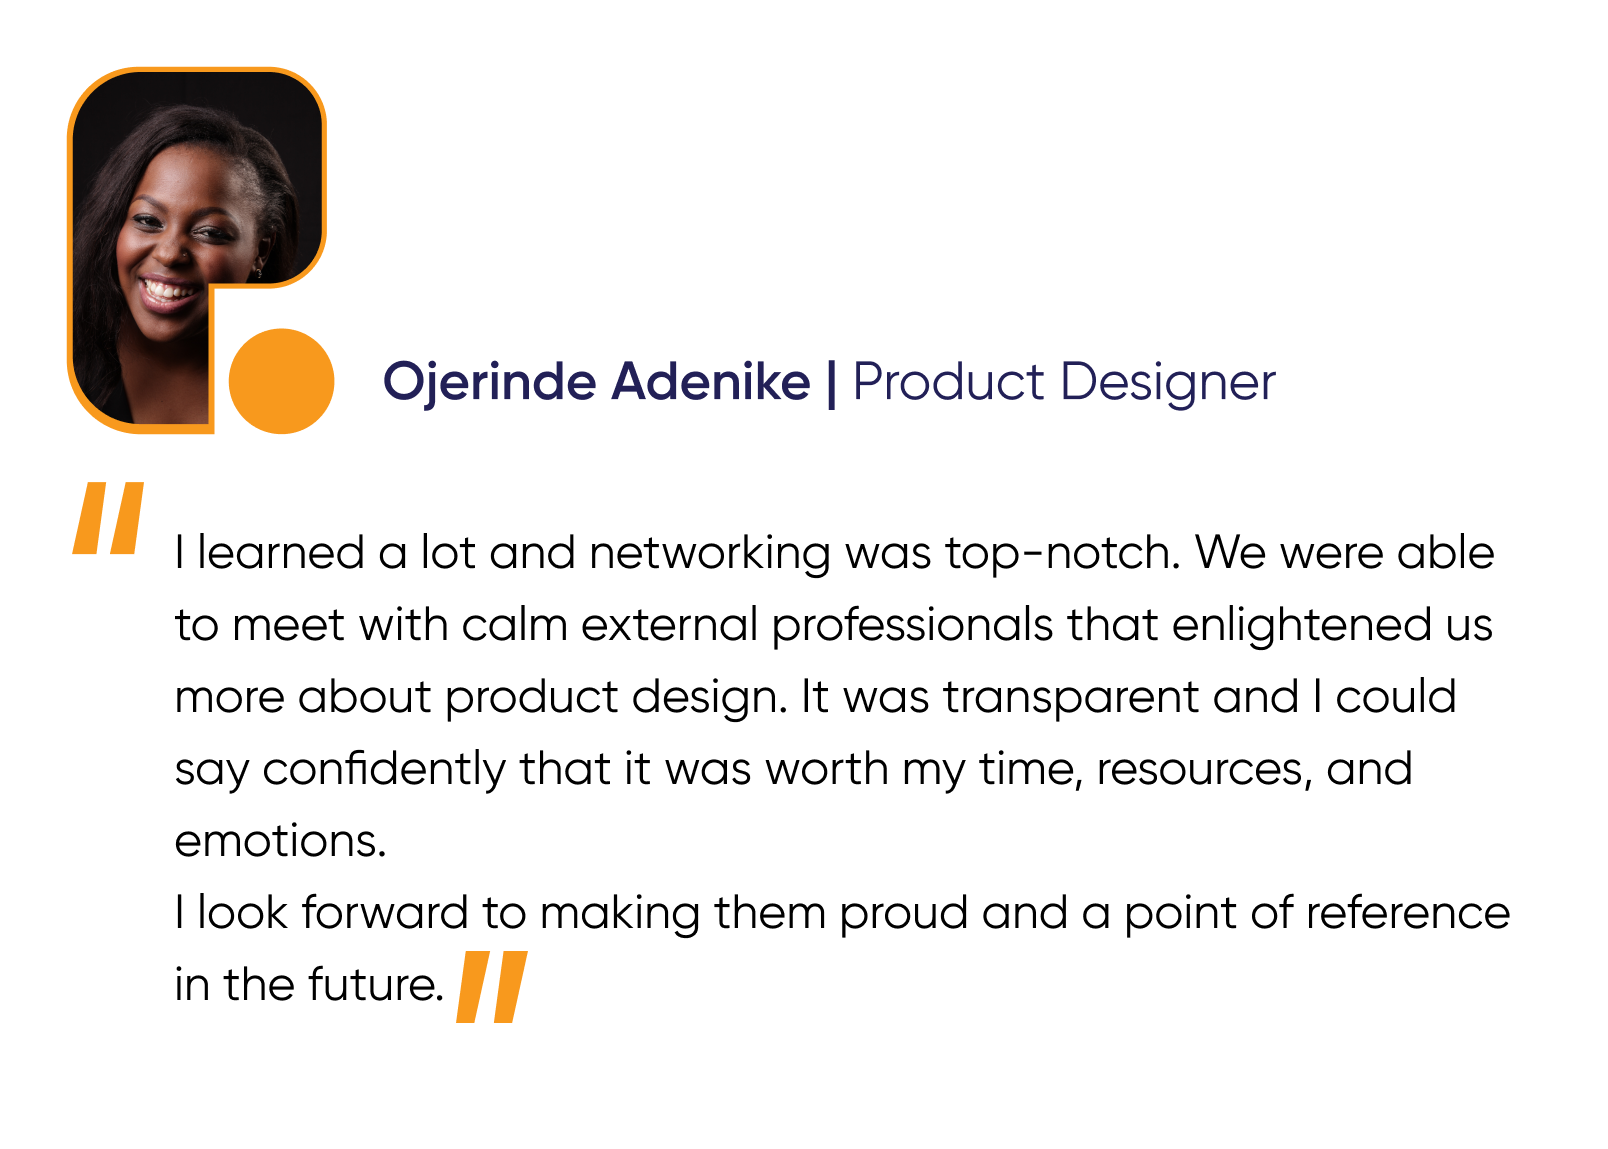 Ojerinde Adenike | Product Designer
" I learned a lot and networking was top-notch. We were able
to meet with calm external professionals that enlightened us
more about product design. It was transparent and I could
say confidently that it was worth my time, resources, and
emotions.
I look forward to making them proud and a point of reference
in the future. "